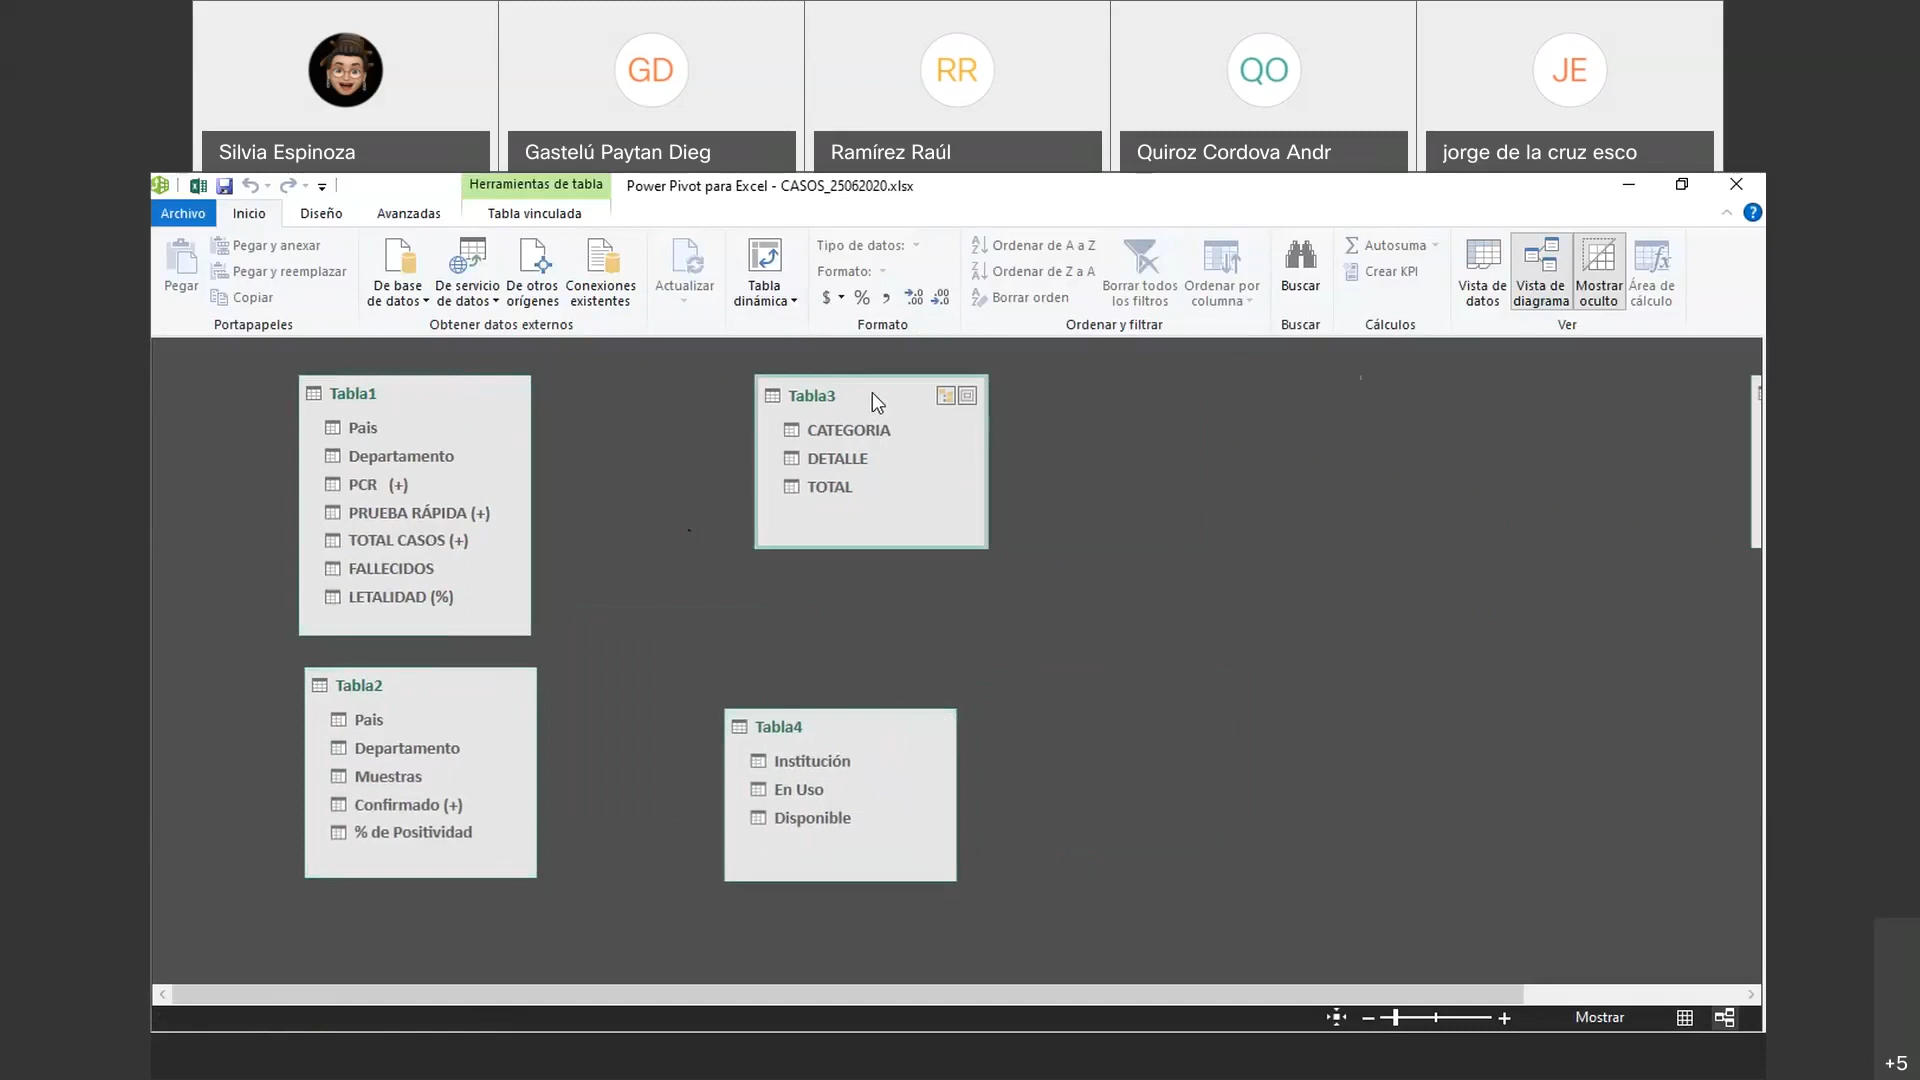 GD
RR
QO
JE
Silvia Espinoza
Gastelú Paytan Dieg
Ramírez Raúl
Quiroz Cordova Andr
jorge de la cruz esco
Herramientas de tabla
Power Pivot para Excel - CASOS_25062020.xlsx
Archivo
Inicio
Diseño
Avanzadas
Tabla vinculada
Pegar
Pegar y anexar
Pegar y reemplazar
Copiar
Portapapeles
De base
de datos
De servicio
de datos
De otros
orígenes
Conexiones
existentes
Obtener datos externos
Actualizar
Tabla
dinámica
Tipo de datos:
Formato:
$ % ,
Formato
Ordenar de A a Z
Ordenar de Z a A
Borrar orden
Borrar todos
los filtros
Ordenar por
columna
Ordenar y filtrar
Buscar
Buscar
Autosuma
Crear KPI
Cálculos
Vista de
datos
Vista de
diagrama
Mostrar
oculto
Área de
cálculo
Ver
Tabla1
Pais
Departamento
PCR (+)
PRUEBA RÁPIDA (+)
TOTAL CASOS (+)
FALLECIDOS
LETALIDAD (%)
Tabla3
CATEGORIA
DETALLE
TOTAL
Tabla2
Pais
Departamento
Muestras
Confirmado (+)
% de Positividad
Tabla4
Institución
En Uso
Disponible
Mostrar
+5